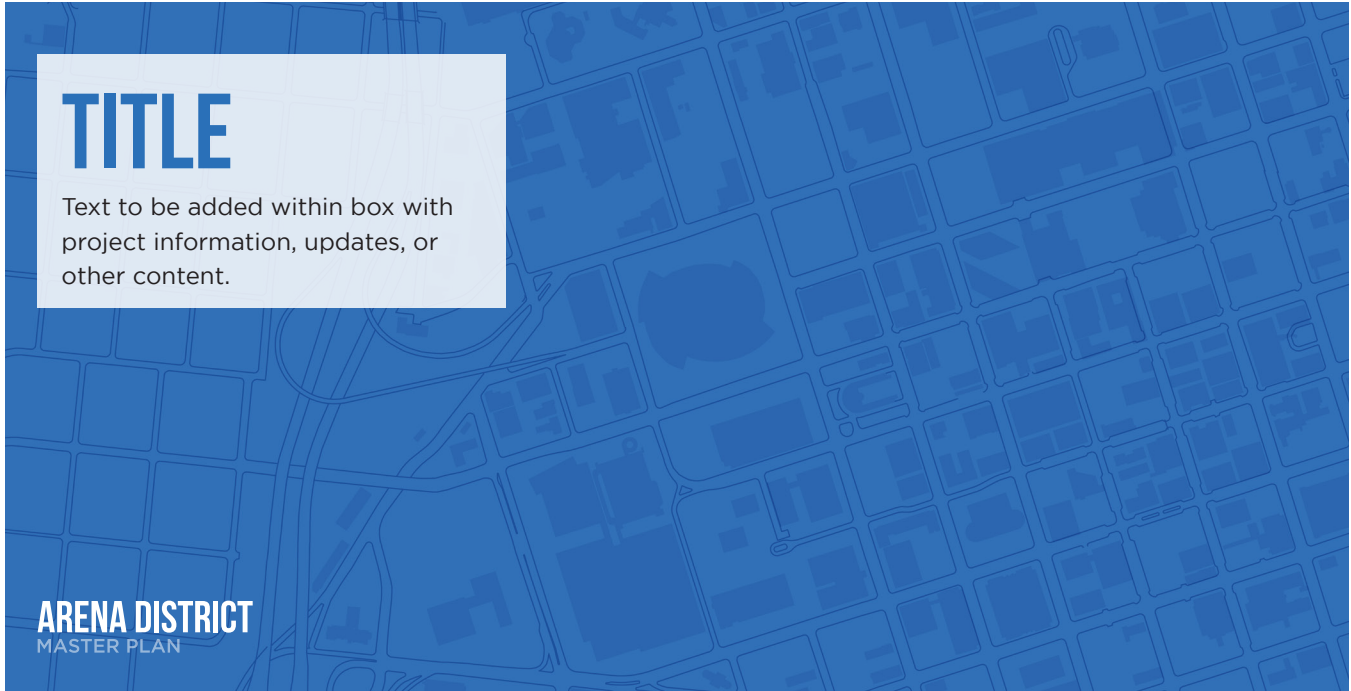 TITLE
Text to be added within box with
project information, updates, or
other content.
ARENA DISTRICT
MASTER PLAN